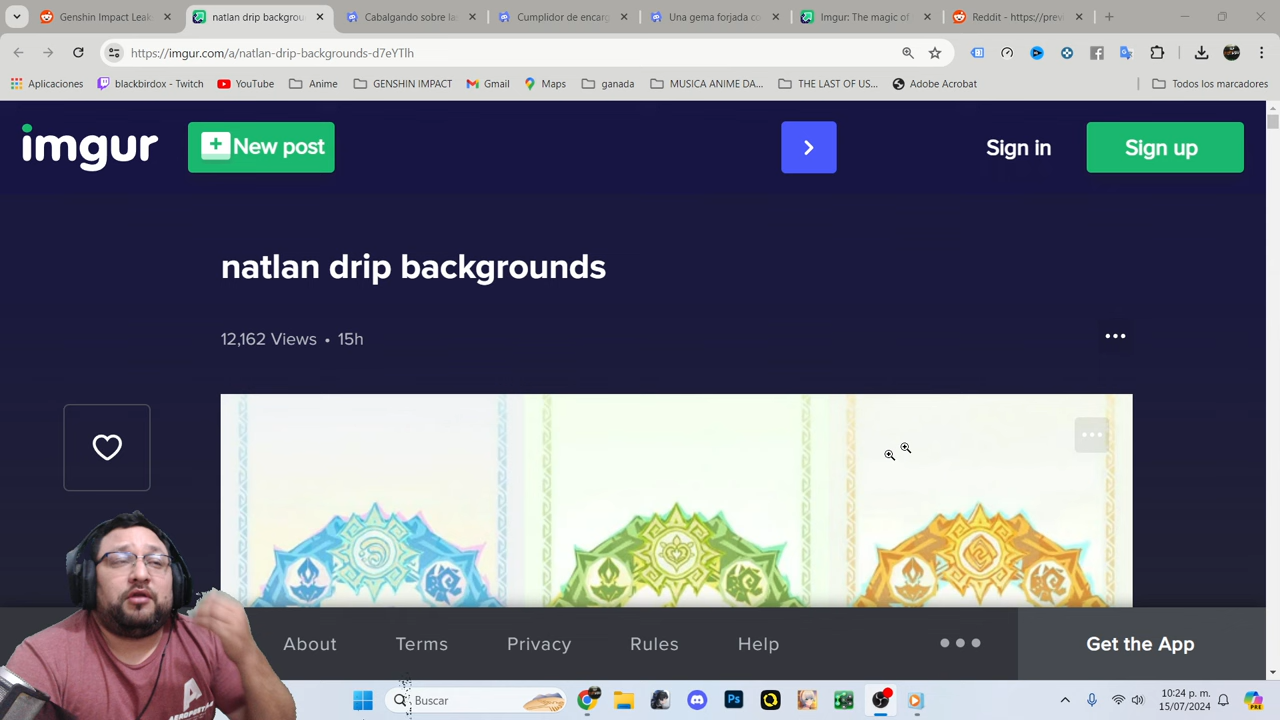 Genshin Impact Leak
natlan drip backgrou
Cabalgando sobre la
Cumplidor de encarg
Una gema forjada co
Imgur: The magic of
Reddit - https://prev
https://imgur.com/a/natlan-drip-backgrounds-d7eYTlh
Aplicaciones
blackbirdox - Twitch
YouTube
Anime
GENSHIN IMPACT
Gmail
Maps
ganada
MUSICA ANIME DA...
THE LAST OF US...
Adobe Acrobat
Todos los marcadores
imgur
New post
Sign in
Sign up
natlan drip backgrounds
12,162 Views • 15h
About
Terms
Privacy
Rules
Help
Get the App
Buscar
Ps
10:24 p. m.
15/07/2024
PRE